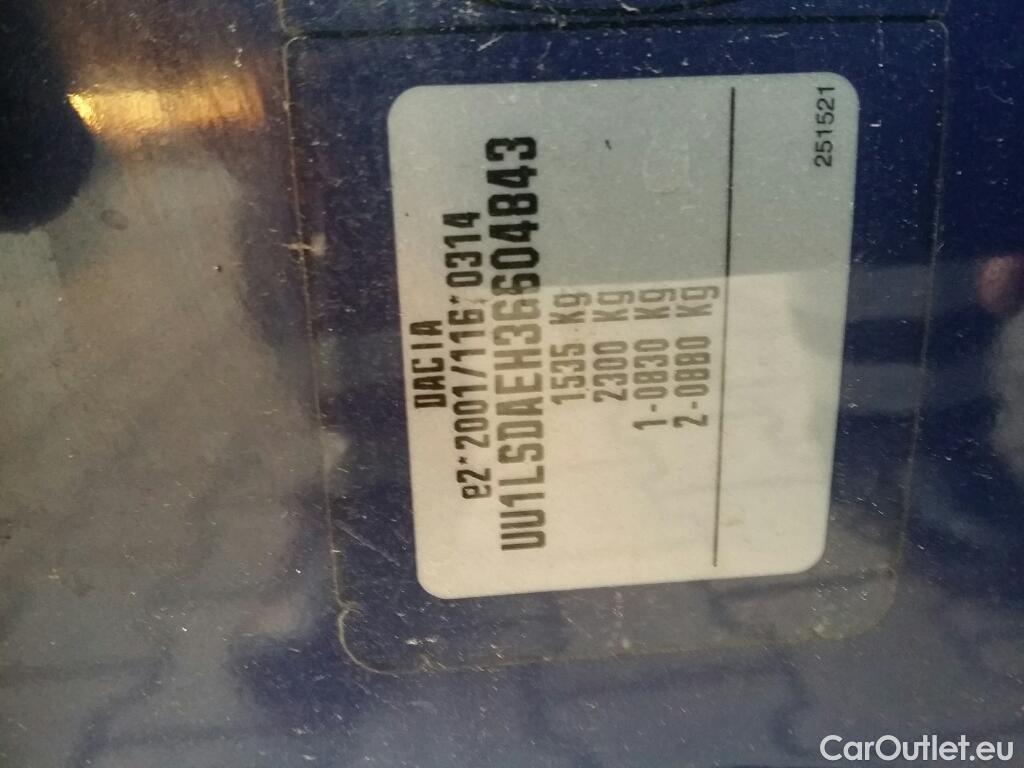 DACIA
e2*2001/116*0314
UU1LSDAEH36604843
1535 Kg
2300 Kg
1-0830 Kg
2-0880 Kg
251521
CarOutlet.eu